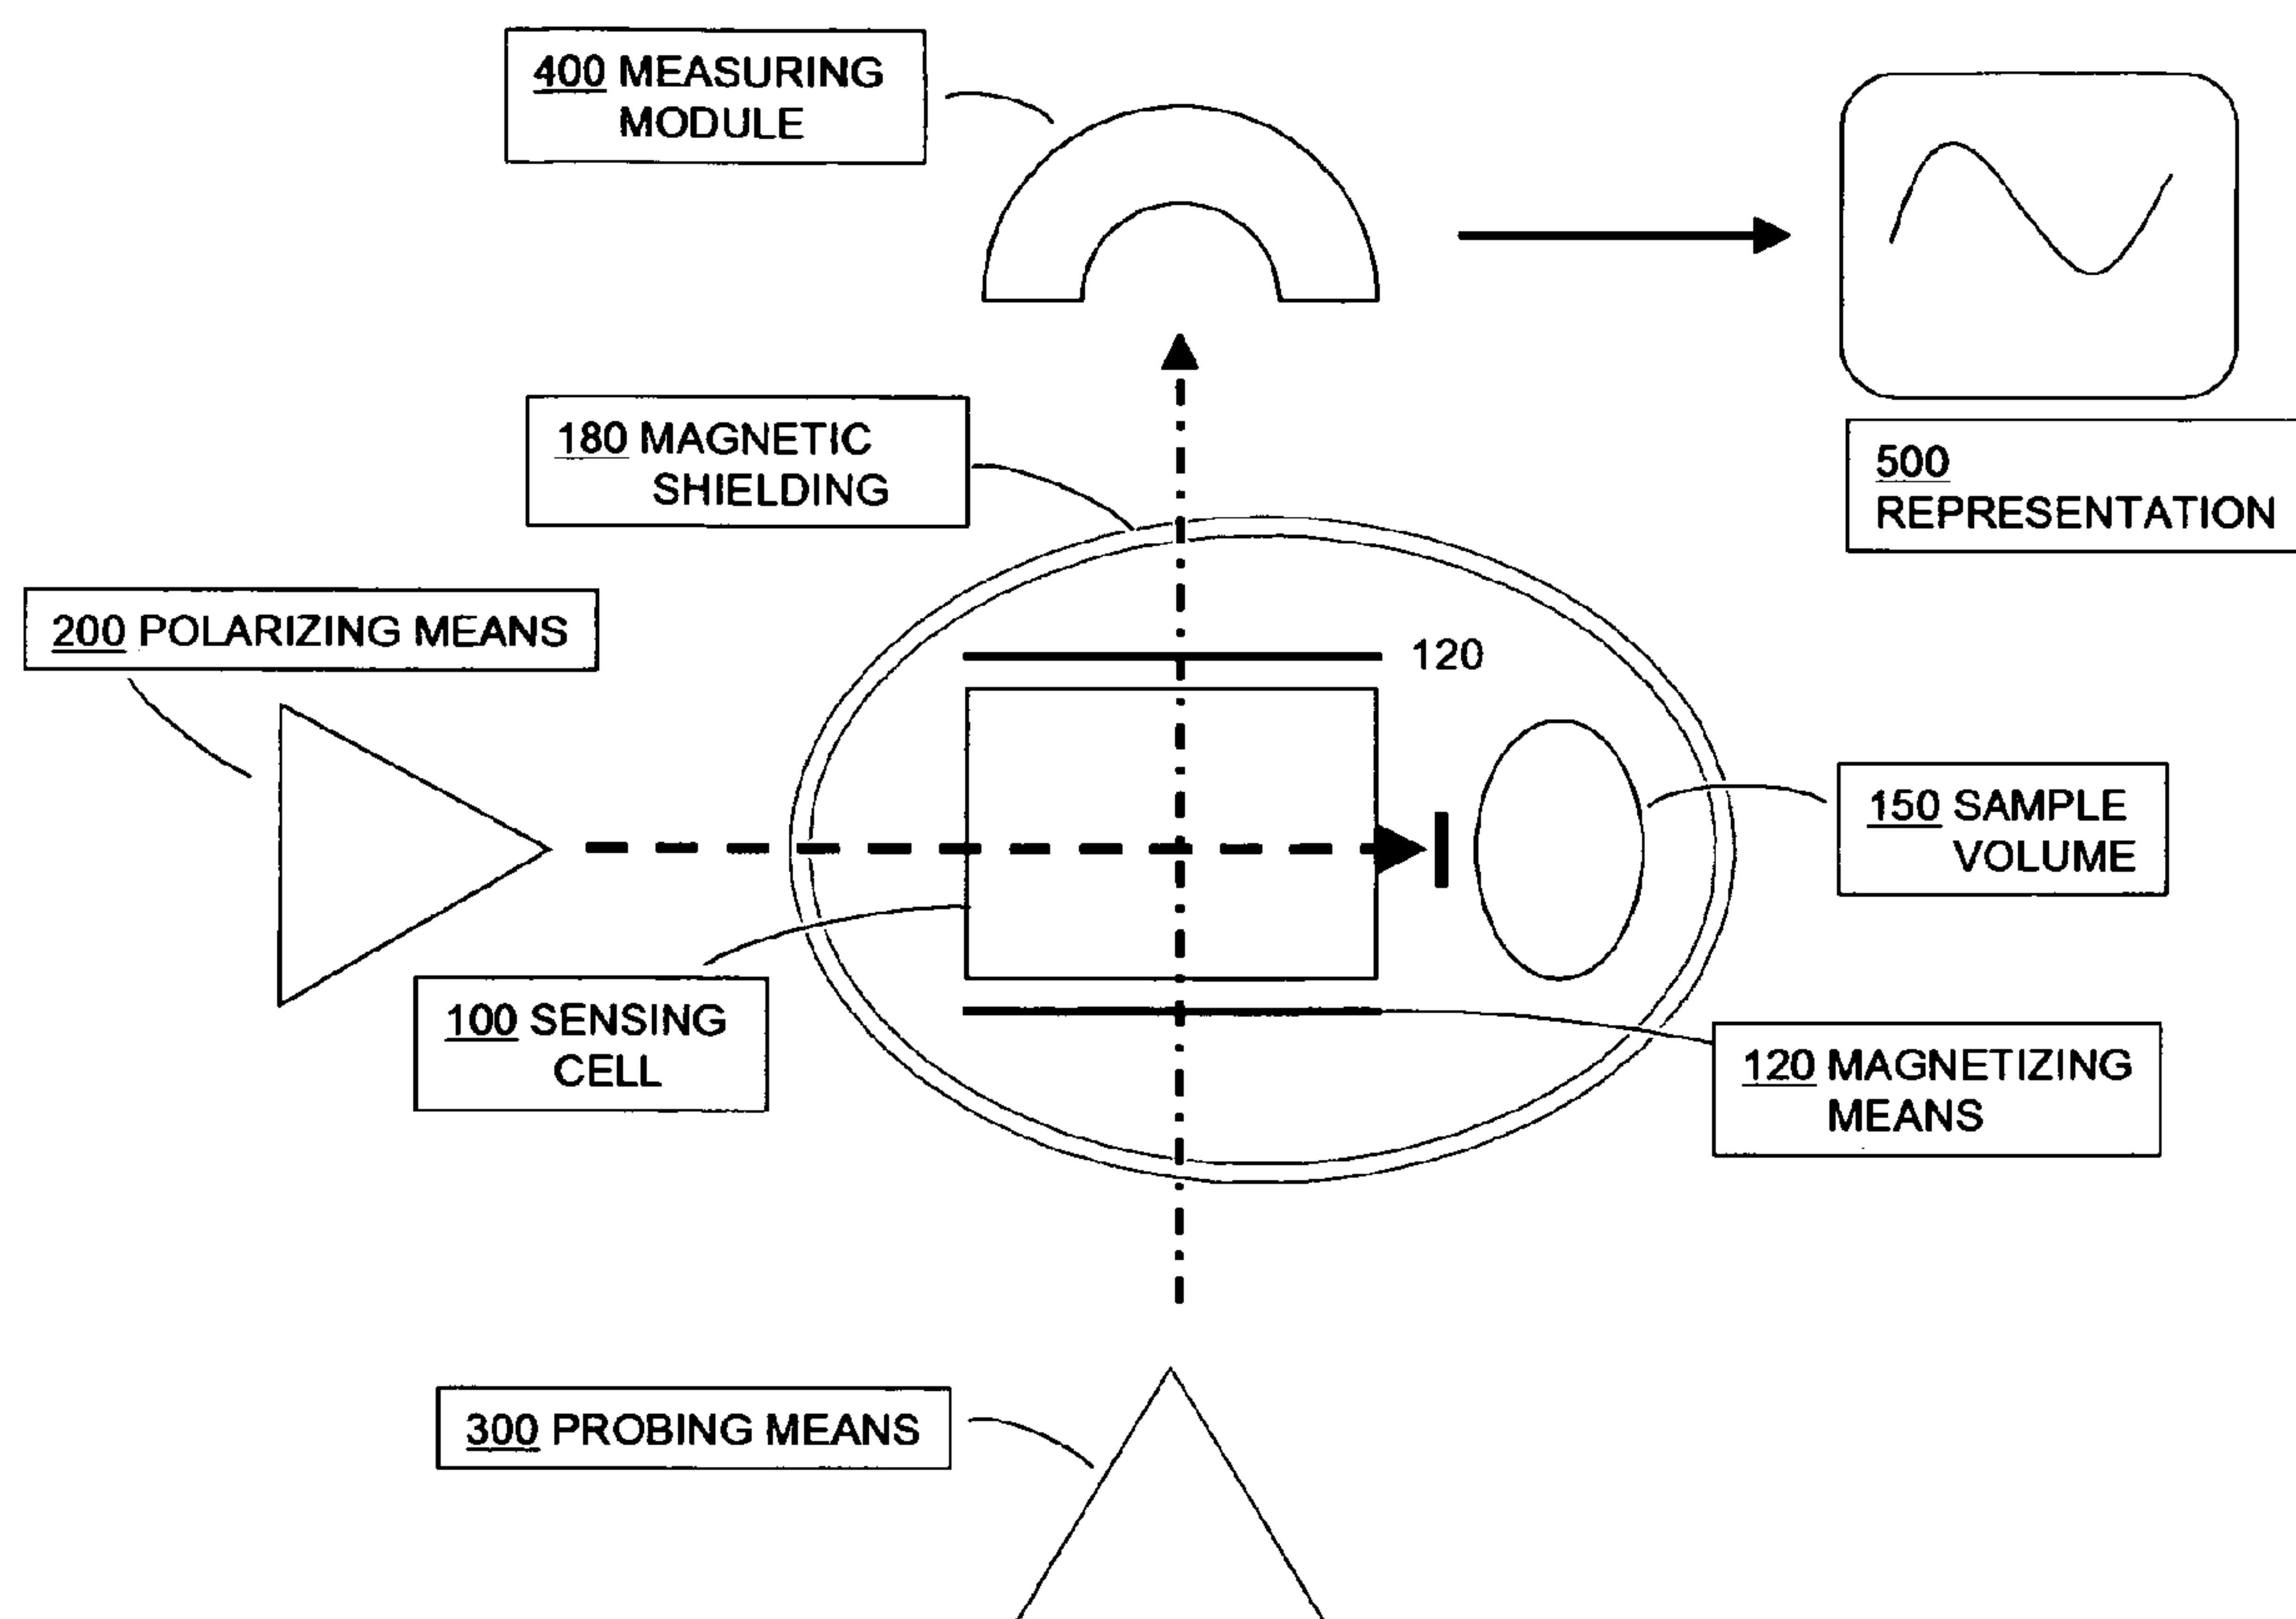 400 MEASURING
MODULE
180 MAGNETIC
SHIELDING
500
REPRESENTATION
200 POLARIZING MEANS
120
150 SAMPLE
VOLUME
100 SENSING
CELL
120 MAGNETIZING
MEANS
300 PROBING MEANS